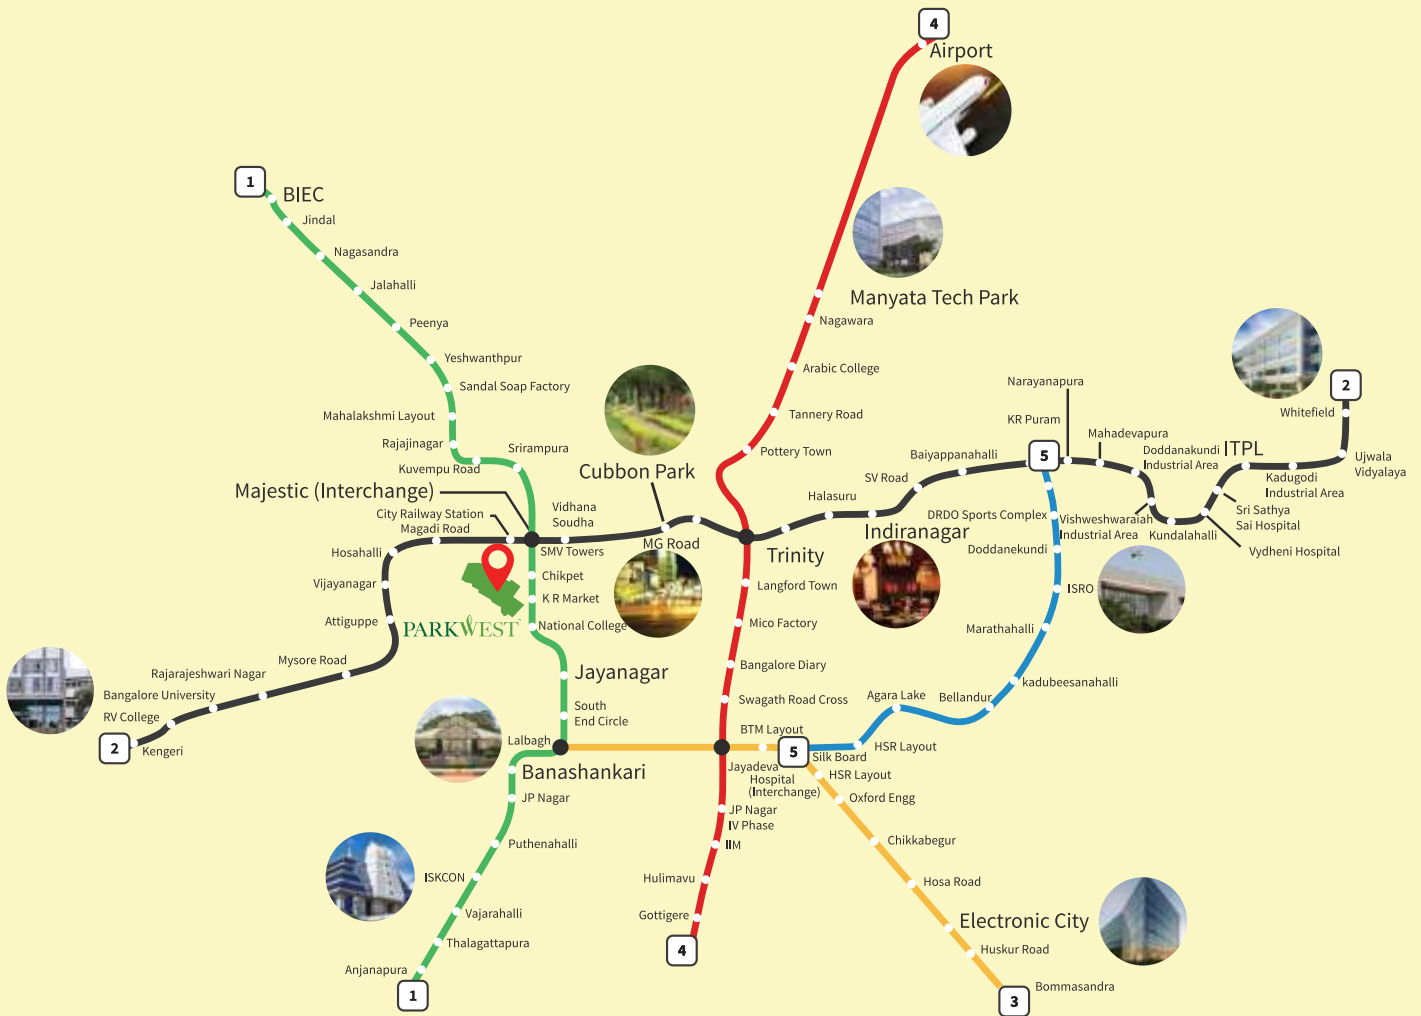 4
Airport
1
BIEC
Jindal
Nagasandra
Jalahalli
Peenya
Yeshwanthpur
Sandal Soap Factory
Mahalakshmi Layout
Rajajinagar
Kuvempu Road
Srirampura
Majestic (Interchange)
City Railway Station
Magadi Road
Hosahalli
Vijayanagar
Attiguppe
Mysore Road
Rajarajeshwari Nagar
Bangalore University
RV College
2
Kengeri
PARKWEST
SMV Towers
Chikpet
K R Market
National College
Jayanagar
South
End Circle
Lalbagh
Banashankari
JP Nagar
Puthenahalli
ISKCON
Vajarahalli
Thalagattapura
Anjanapura
1
Vidhana
Soudha
Cubbon Park
MG Road
Trinity
Manyata Tech Park
Nagawara
Arabic College
Tannery Road
Pottery Town
Langford Town
Mico Factory
Bangalore Diary
Swagath Road Cross
BTM Layout
Jayadeva
Hospital
(Interchange)
JP Nagar
IV Phase
IIM
Hulimavu
Gottigere
4
Halasuru
Indiranagar
SV Road
Baiyappanahalli
KR Puram
Narayanapura
5
Mahadevapura
Doddanakundi
Industrial Area
Vishweshwaraiah
Industrial Area
Kundalahalli
Vydheni Hospital
Sri Sathya
Sai Hospital
ITPL
Kadugodi
Industrial Area
Ujwala
Vidyalaya
Whitefield
2
DRDO Sports Complex
Doddanekundi
ISRO
Marathahalli
kadubeesanahalli
Bellandur
Agara Lake
HSR Layout
5
Silk Board
HSR Layout
Oxford Engg
Chikkabegur
Hosa Road
Electronic City
Huskur Road
Bommasandra
3